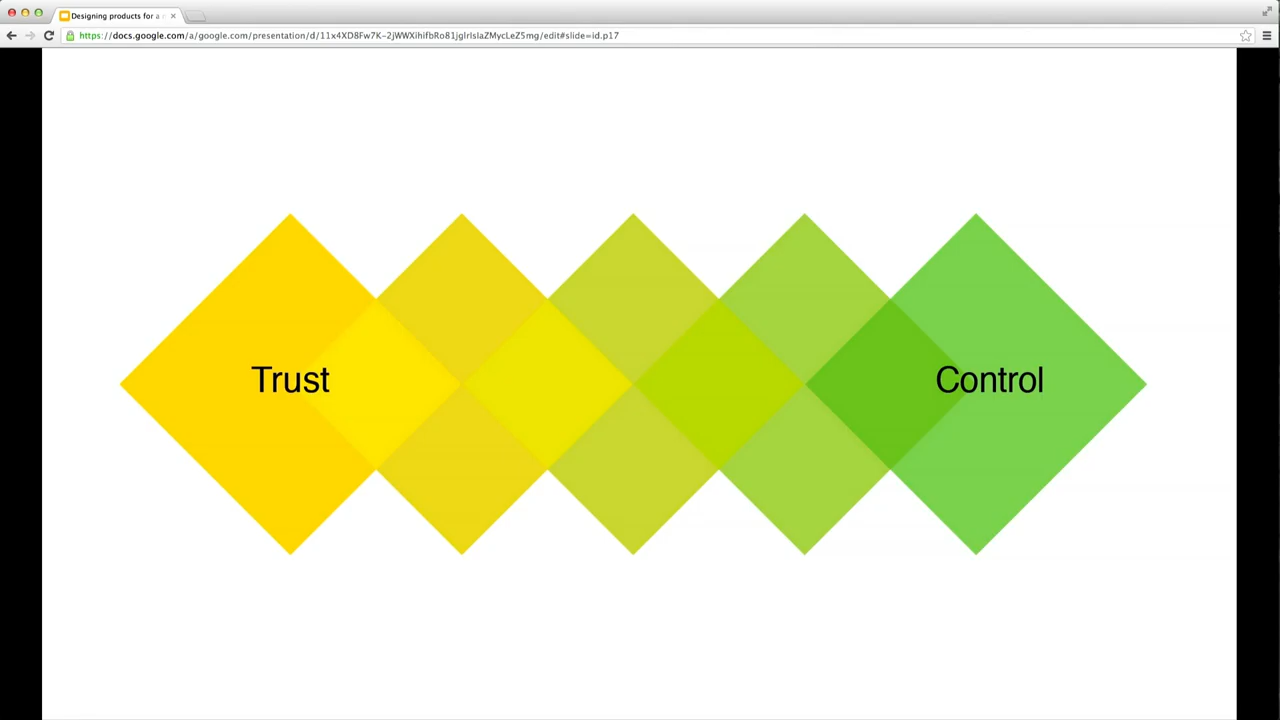 Designing products for a c
https://docs.google.com/a/google.com/presentation/d/11x4XD8Fw7K-2jWWXihifbRo81jglrlslaZMycLeZ5mg/edit#slide=id.p17
Trust
Control